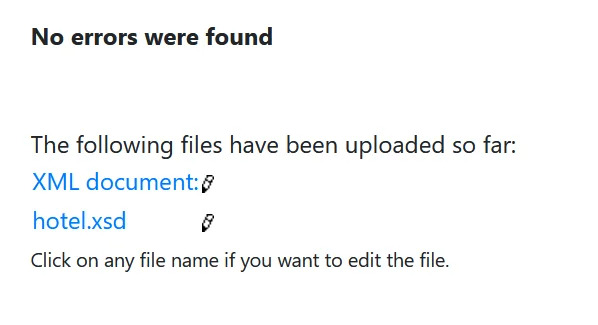 No errors were found
The following files have been uploaded so far:
XML document:
hotel.xsd
Click on any file name if you want to edit the file.